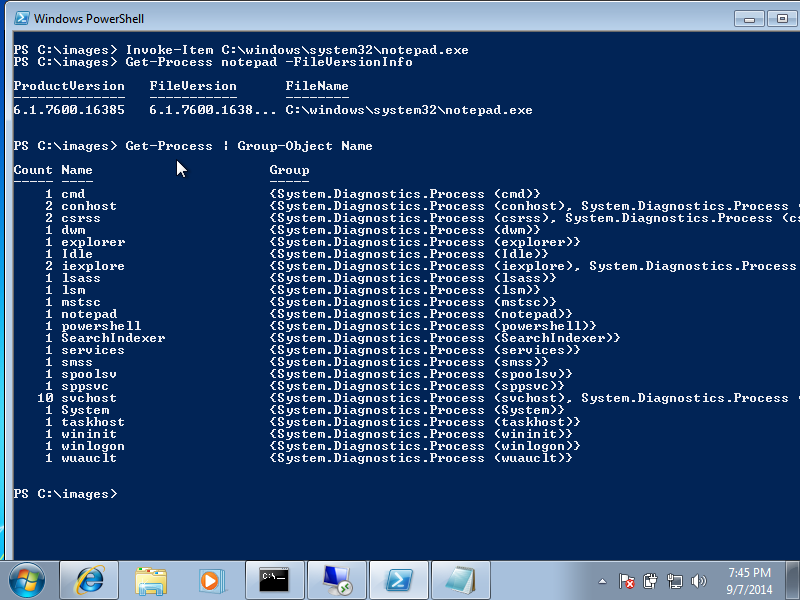 Windows PowerShell
PS C:\images> Invoke-Item C:\windows\system32\notepad.exe
PS C:\images> Get-Process notepad -FileVersionInfo
ProductVersion   FileVersion      FileName
--------------   -----------      --------
6.1.7600.16385   6.1.7600.1638... C:\windows\system32\notepad.exe
PS C:\images> Get-Process | Group-Object Name
Count Name                      Group
----- ----                      -----
    1 cmd                       {System.Diagnostics.Process (cmd)}
    2 conhost                   {System.Diagnostics.Process (conhost), System.Diagnostics.Process (
    2 csrss                     {System.Diagnostics.Process (csrss), System.Diagnostics.Process (cs
    1 dwm                       {System.Diagnostics.Process (dwm)}
    1 explorer                  {System.Diagnostics.Process (explorer)}
    1 Idle                      {System.Diagnostics.Process (Idle)}
    2 iexplore                  {System.Diagnostics.Process (iexplore), System.Diagnostics.Process
    1 lsass                     {System.Diagnostics.Process (lsass)}
    1 lsm                       {System.Diagnostics.Process (lsm)}
    1 mstsc                     {System.Diagnostics.Process (mstsc)}
    1 notepad                   {System.Diagnostics.Process (notepad)}
    1 powershell                {System.Diagnostics.Process (powershell)}
    1 SearchIndexer             {System.Diagnostics.Process (SearchIndexer)}
    1 services                  {System.Diagnostics.Process (services)}
    1 smss                      {System.Diagnostics.Process (smss)}
    1 spoolsv                   {System.Diagnostics.Process (spoolsv)}
    1 sppsvc                    {System.Diagnostics.Process (sppsvc)}
   10 svchost                   {System.Diagnostics.Process (svchost), System.Diagnostics.Process (
    1 System                    {System.Diagnostics.Process (System)}
    1 taskhost                  {System.Diagnostics.Process (taskhost)}
    1 wininit                   {System.Diagnostics.Process (wininit)}
    1 winlogon                  {System.Diagnostics.Process (winlogon)}
    1 wuauclt                   {System.Diagnostics.Process (wuauclt)}
PS C:\images>
C:\_
7:45 PM
9/7/2014